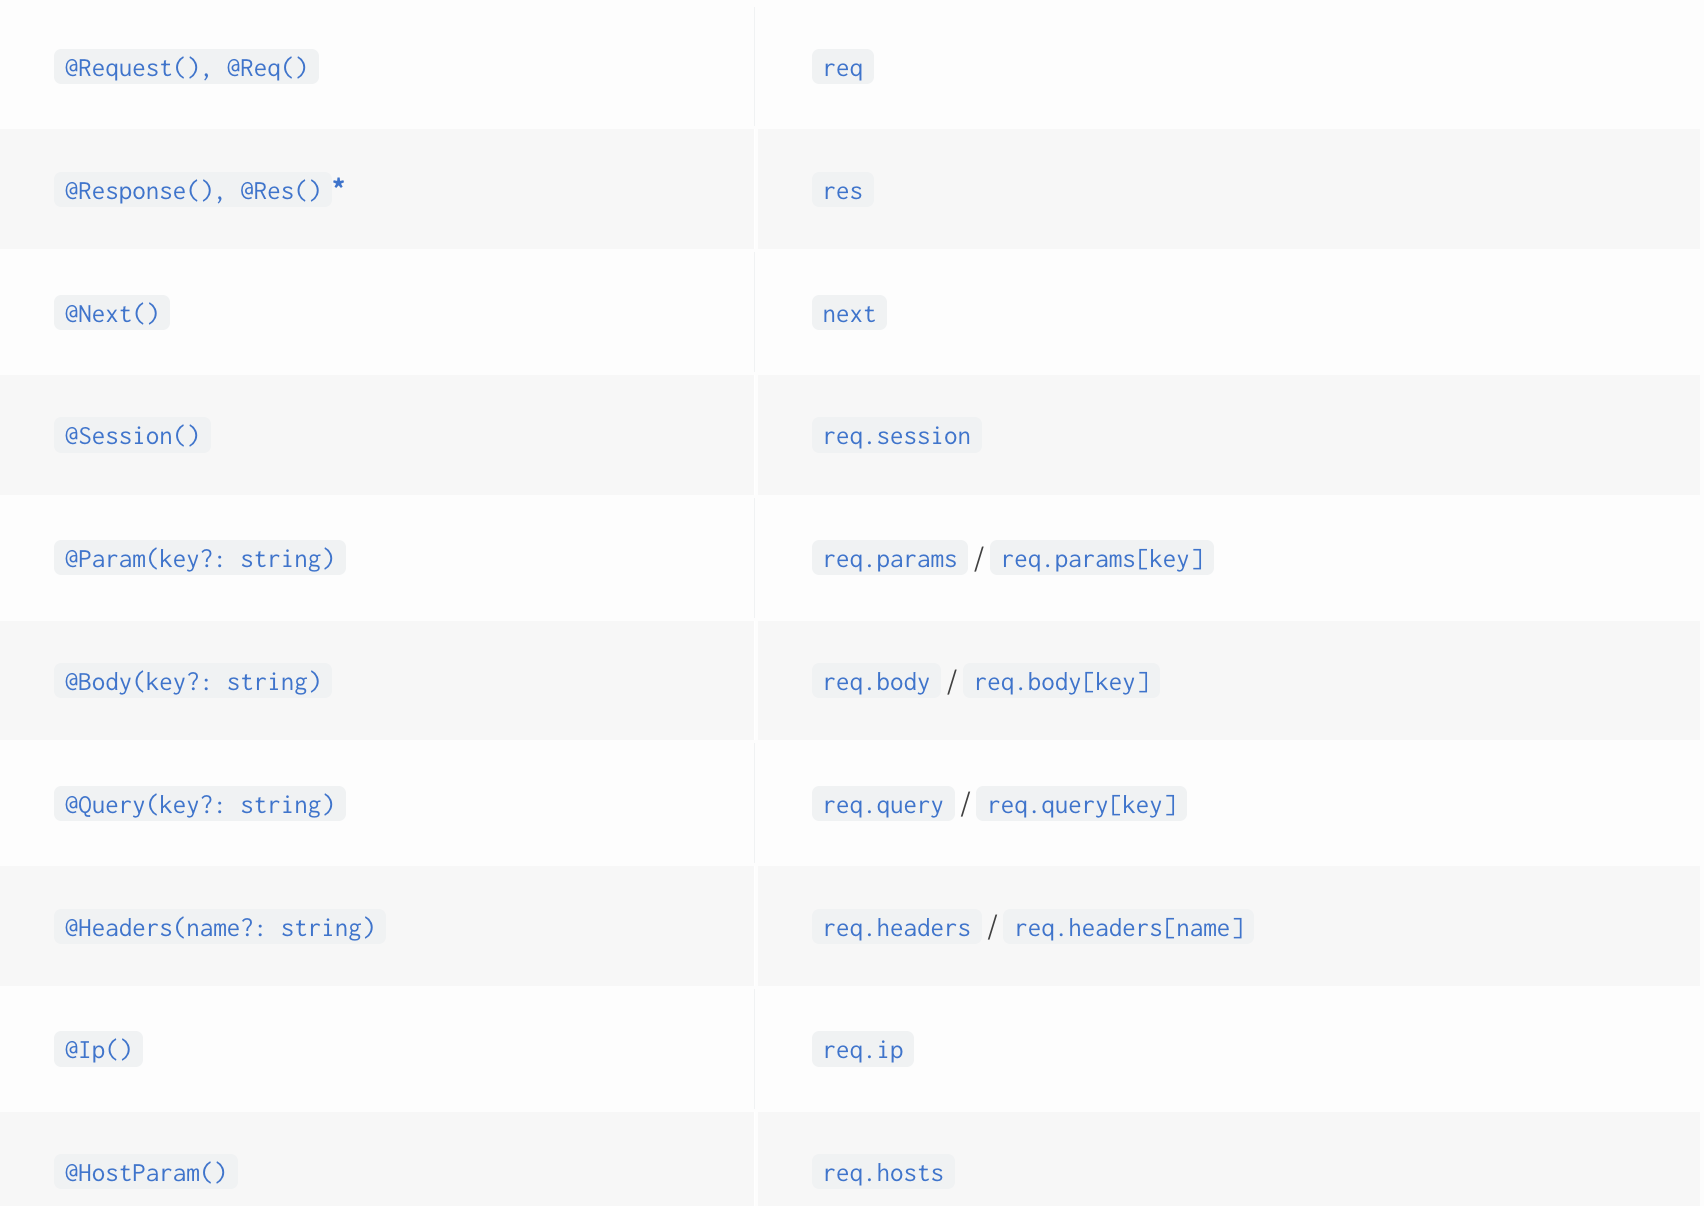 @Request(), @Req() req
@Response(), @Res()* res
@Next() next
@Session() req.session
@Param(key?: string) req.params / req.params[key]
@Body(key?: string) req.body / req.body[key]
@Query(key?: string) req.query / req.query[key]
@Headers(name?: string) req.headers / req.headers[name]
@Ip() req.ip
@HostParam() req.hosts